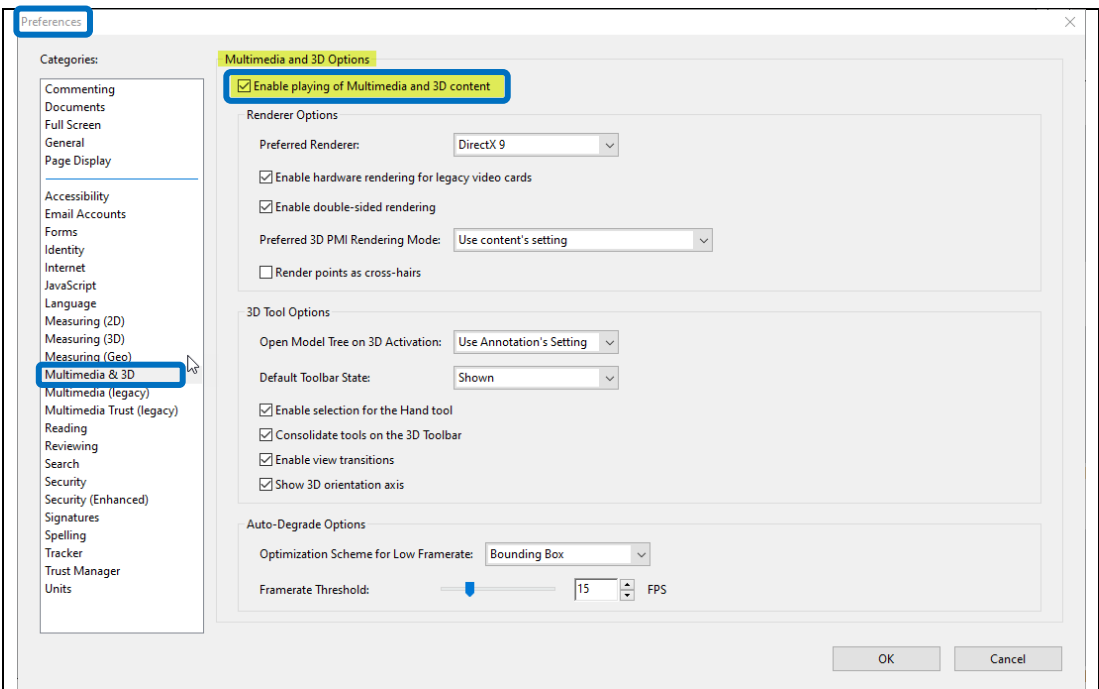 Preferences
Categories:
Commenting
Documents
Full Screen
General
Page Display
Accessibility
Email Accounts
Forms
Identity
Internet
JavaScript
Language
Measuring (2D)
Measuring (3D)
Measuring (Geo)
Multimedia & 3D
Multimedia (legacy)
Multimedia Trust (legacy)
Reading
Reviewing
Search
Security
Security (Enhanced)
Signatures
Spelling
Tracker
Trust Manager
Units
Multimedia and 3D Options
Enable playing of Multimedia and 3D content
Renderer Options
Preferred Renderer: DirectX 9
Enable hardware rendering for legacy video cards
Enable double-sided rendering
Preferred 3D PMI Rendering Mode: Use content's setting
Render points as cross-hairs
3D Tool Options
Open Model Tree on 3D Activation: Use Annotation's Setting
Default Toolbar State: Shown
Enable selection for the Hand tool
Consolidate tools on the 3D Toolbar
Enable view transitions
Show 3D orientation axis
Auto-Degrade Options
Optimization Scheme for Low Framerate: Bounding Box
Framerate Threshold: 15 FPS
OK Cancel